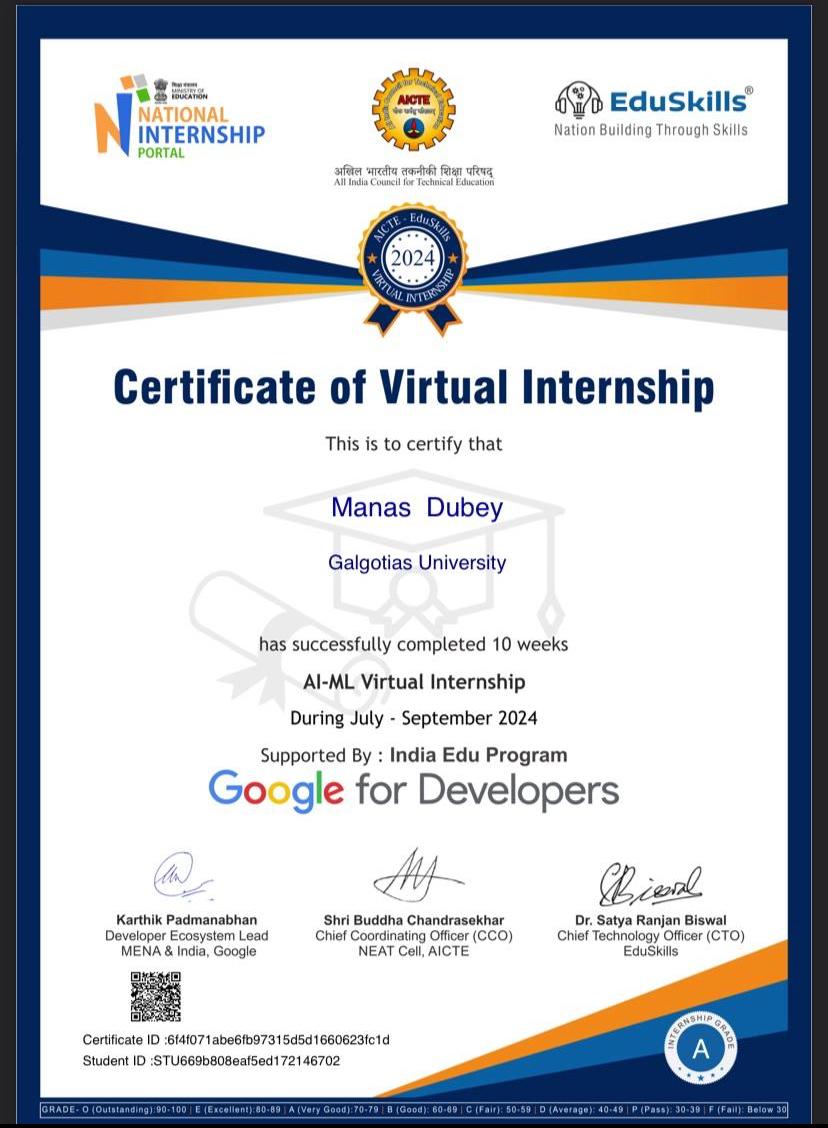 शिक्षा मंत्रालय
MINISTRY OF
EDUCATION
NATIONAL
INTERNSHIP
PORTAL
AICTE
अखिल भारतीय तकनीकी शिक्षा परिषद्
All India Council for Technical Education
EduSkills®
Nation Building Through Skills
AICTE - EduSkills
2024
VIRTUAL INTERNSHIP
Certificate of Virtual Internship
This is to certify that
Manas Dubey
Galgotias University
has successfully completed 10 weeks
AI-ML Virtual Internship
During July - September 2024
Supported By : India Edu Program
Google for Developers
Karthik Padmanabhan
Developer Ecosystem Lead
MENA & India, Google
Shri Buddha Chandrasekhar
Chief Coordinating Officer (CCO)
NEAT Cell, AICTE
Dr. Satya Ranjan Biswal
Chief Technology Officer (CTO)
EduSkills
Certificate ID :6f4f071abe6fb97315d5d1660623fc1d
Student ID :STU669b808eaf5ed172146702
INTERNSHIP GRADE
A
GRADE- O (Outstanding):90-100 | E (Excellent):80-89 | A (Very Good):70-79 | B (Good): 60-69 | C (Fair): 50-59 | D (Average): 40-49 | P (Pass): 30-39 | F (Fail): Below 30